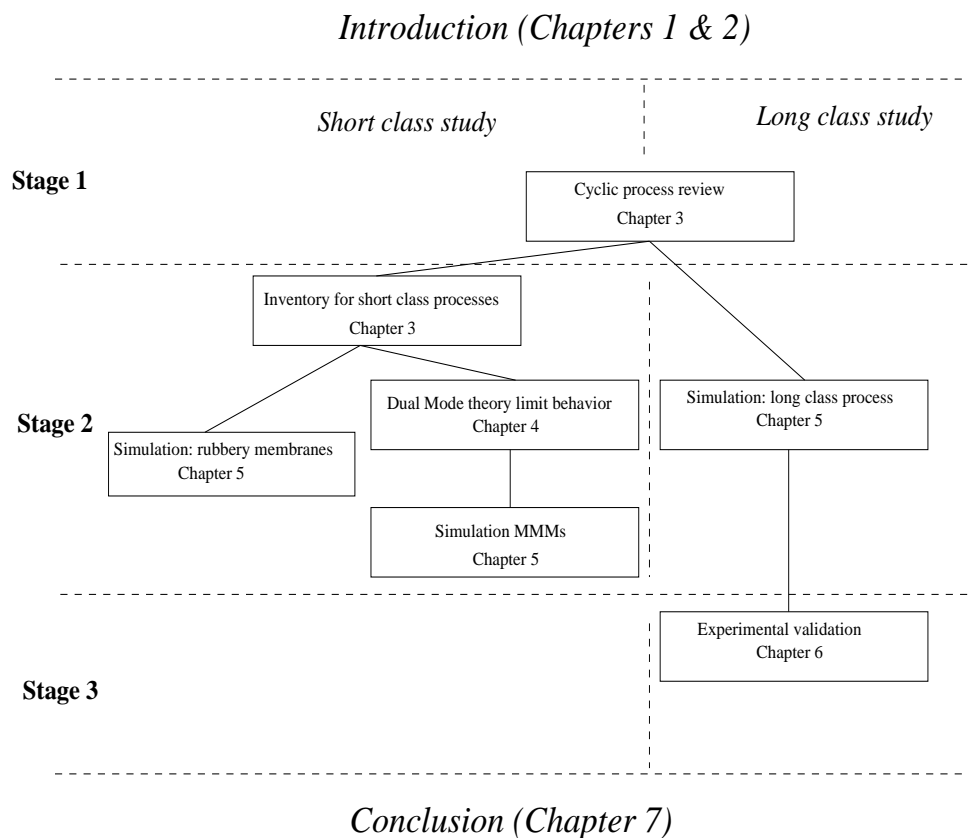 Introduction (Chapters 1 & 2)
Short class study
Long class study
Stage 1
Cyclic process review
Chapter 3
Inventory for short class processes
Chapter 3
Stage 2
Dual Mode theory limit behavior
Chapter 4
Simulation: long class process
Chapter 5
Simulation: rubbery membranes
Chapter 5
Simulation MMMs
Chapter 5
Experimental validation
Chapter 6
Stage 3
Conclusion (Chapter 7)